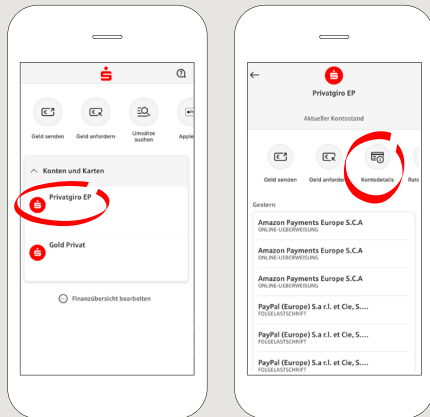 Geld senden
Geld anfordern
Umsätze
suchen
Apple
Konten und Karten
Privatgiro EP
Gold Privat
Finanzübersicht bearbeiten
Privatgiro EP
Aktueller Kontostand
Geld senden
Geld anfordern
Kontodetails
Gestern
Amazon Payments Europe S.C.A
ONLINE-UEBERWEISUNG
Amazon Payments Europe S.C.A
ONLINE-UEBERWEISUNG
Amazon Payments Europe S.C.A
ONLINE-UEBERWEISUNG
PayPal (Europe) S.a r.l. et Cie, S....
FOLGELASTSCHRIFT
PayPal (Europe) S.a r.l. et Cie, S....
FOLGELASTSCHRIFT
PayPal (Europe) S.a r.l. et Cie, S....
FOLGELASTSCHRIFT